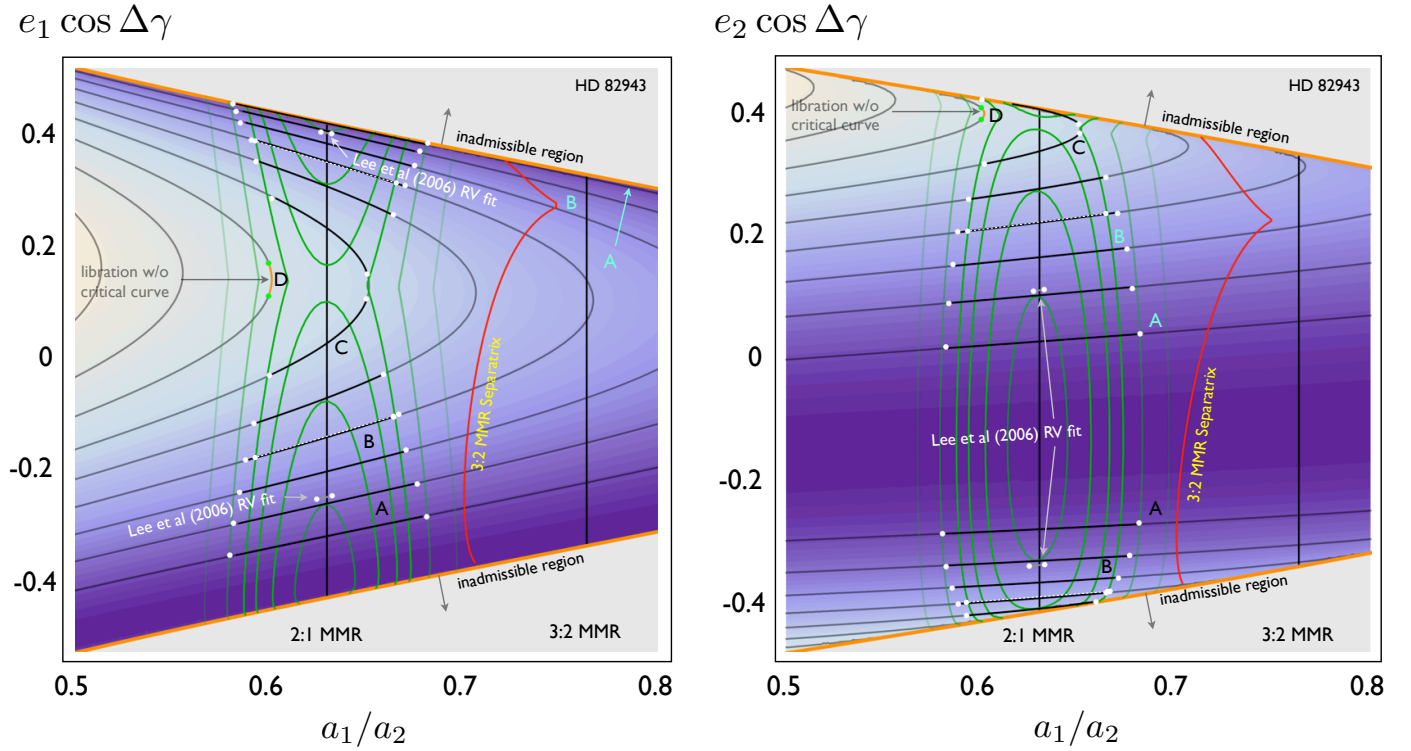 e₁ cos Δγ
HD 82943
inadmissible region
Lee et al (2006) RV fit
B
A
libration w/o
critical curve
D
C
B
3:2 MMR Separatrix
Lee et al (2006) RV fit
A
inadmissible region
2:1 MMR
3:2 MMR
0.4
0.2
0
-0.2
-0.4
0.5
0.6
0.7
0.8
a₁/a₂
e₂ cos Δγ
HD 82943
libration w/o
critical curve
D
inadmissible region
C
B
A
Lee et al (2006) RV fit
3:2 MMR Separatrix
A
B
inadmissible region
2:1 MMR
3:2 MMR
0.4
0.2
0
-0.2
-0.4
0.5
0.6
0.7
0.8
a₁/a₂